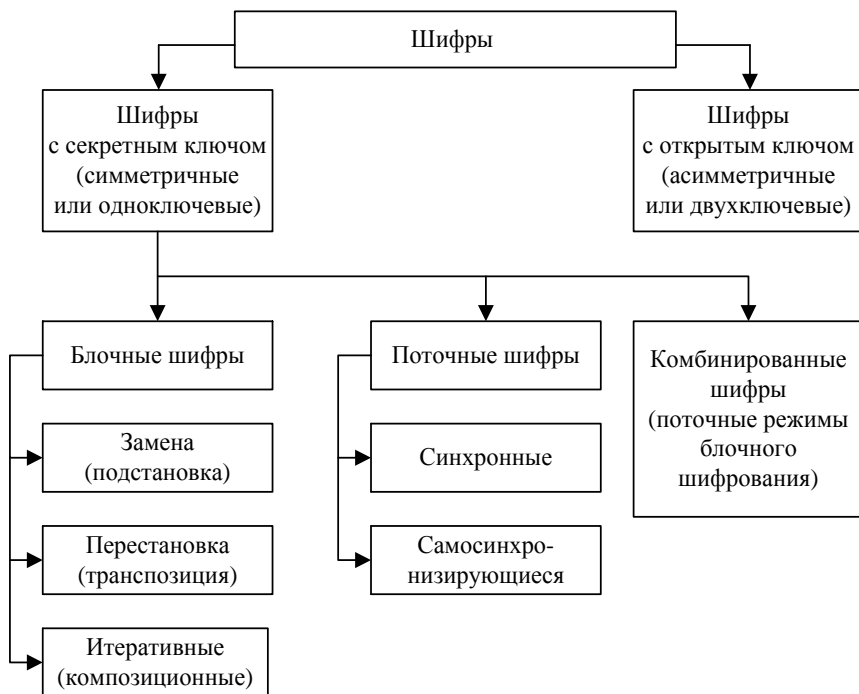 Шифры
Шифры
с секретным ключом
(симметричные
или одноключевые)
Шифры
с открытым ключом
(асимметричные
или двухключевые)
Блочные шифры
Замена
(подстановка)
Перестановка
(транспозиция)
Итеративные
(композиционные)
Поточные шифры
Синхронные
Самосинхро-
низирующиеся
Комбинированные
шифры
(поточные режимы
блочного
шифрования)